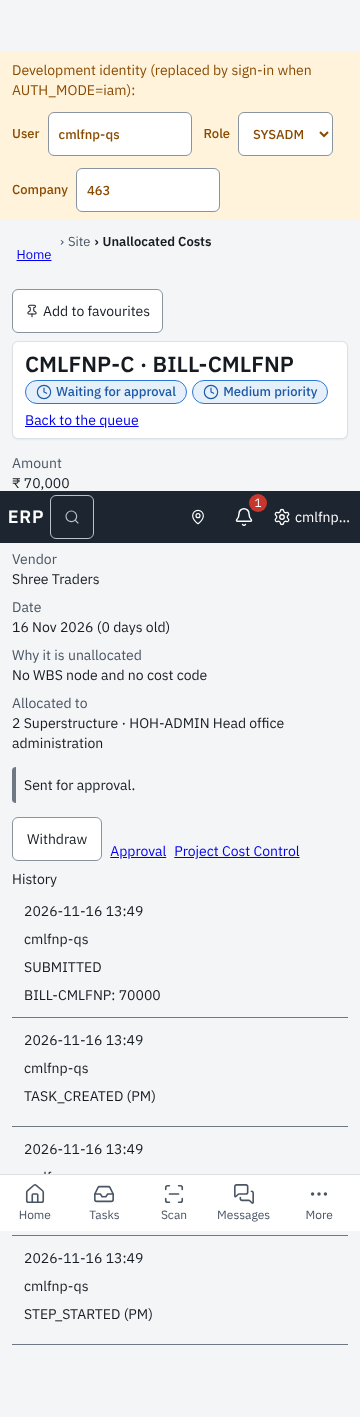 Development identity (replaced by sign-in when
AUTH_MODE=iam):
User cmlfnp-qs Role SYSADM
Company 463
Home › Site › Unallocated Costs
Add to favourites
CMLFNP-C · BILL-CMLFNP
Waiting for approval Medium priority
Back to the queue
Amount
₹ 70,000
ERP 1 cmlfnp...
Vendor
Shree Traders
Date
16 Nov 2026 (0 days old)
Why it is unallocated
No WBS node and no cost code
Allocated to
2 Superstructure · HOH-ADMIN Head office
administration
Sent for approval.
Withdraw Approval Project Cost Control
History
2026-11-16 13:49
cmlfnp-qs
SUBMITTED
BILL-CMLFNP: 70000
2026-11-16 13:49
cmlfnp-qs
TASK_CREATED (PM)
2026-11-16 13:49
Home Tasks Scan Messages More
2026-11-16 13:49
cmlfnp-qs
STEP_STARTED (PM)